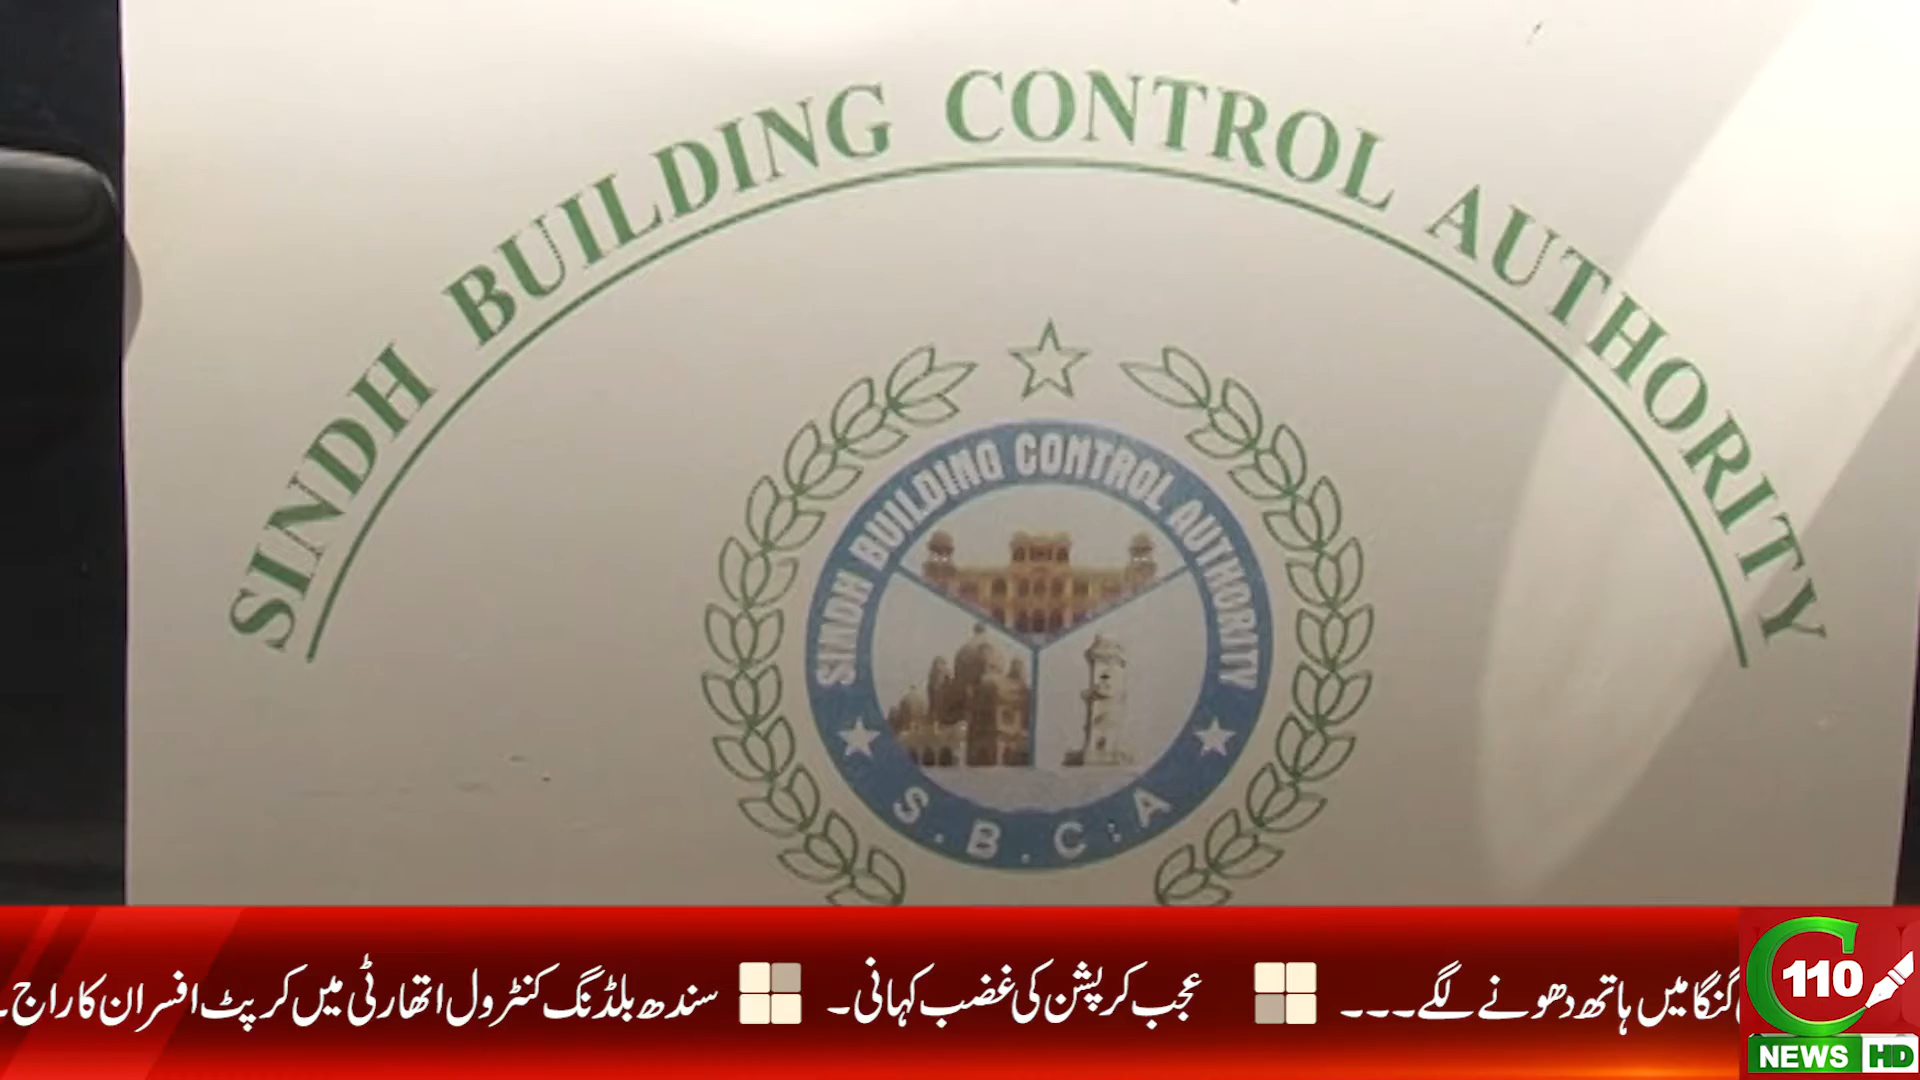 SINDH BUILDING CONTROL AUTHORITY
SINDH BUILDING CONTROL AUTHORITY
S.B.C.A
گنگا میں ہاتھ دھونے لگے۔۔۔
عجب کرپشن کی غضب کہانی۔
سندھ بلڈنگ کنٹرول اتھارٹی میں کرپٹ افسران کا راج۔
C 110
NEWS HD